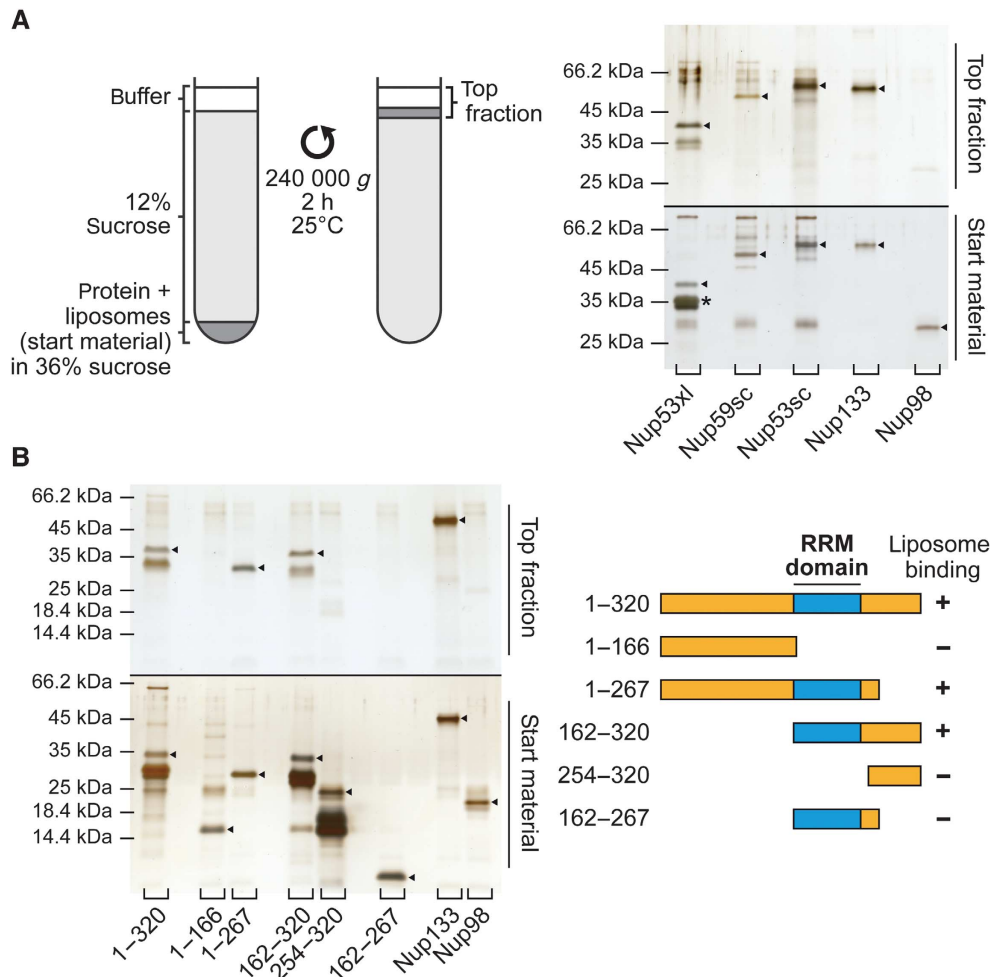 A
Buffer
12%
Sucrose
Protein +
liposomes
(start material)
in 36% sucrose
240 000 g
2 h
25°C
Top
fraction
66.2 kDa
45 kDa
35 kDa
25 kDa
Top fraction
66.2 kDa
45 kDa
35 kDa
*
25 kDa
Start material
Nup53xl
Nup59sc
Nup53sc
Nup133
Nup98
B
66.2 kDa
45 kDa
35 kDa
25 kDa
18.4 kDa
14.4 kDa
Top fraction
66.2 kDa
45 kDa
35 kDa
25 kDa
18.4 kDa
14.4 kDa
Start material
1–320
1–166
1–267
162–320
254–320
162–267
Nup133
Nup98
RRM
domain
Liposome
binding
1–320 +
1–166 –
1–267 +
162–320 +
254–320 –
162–267 –